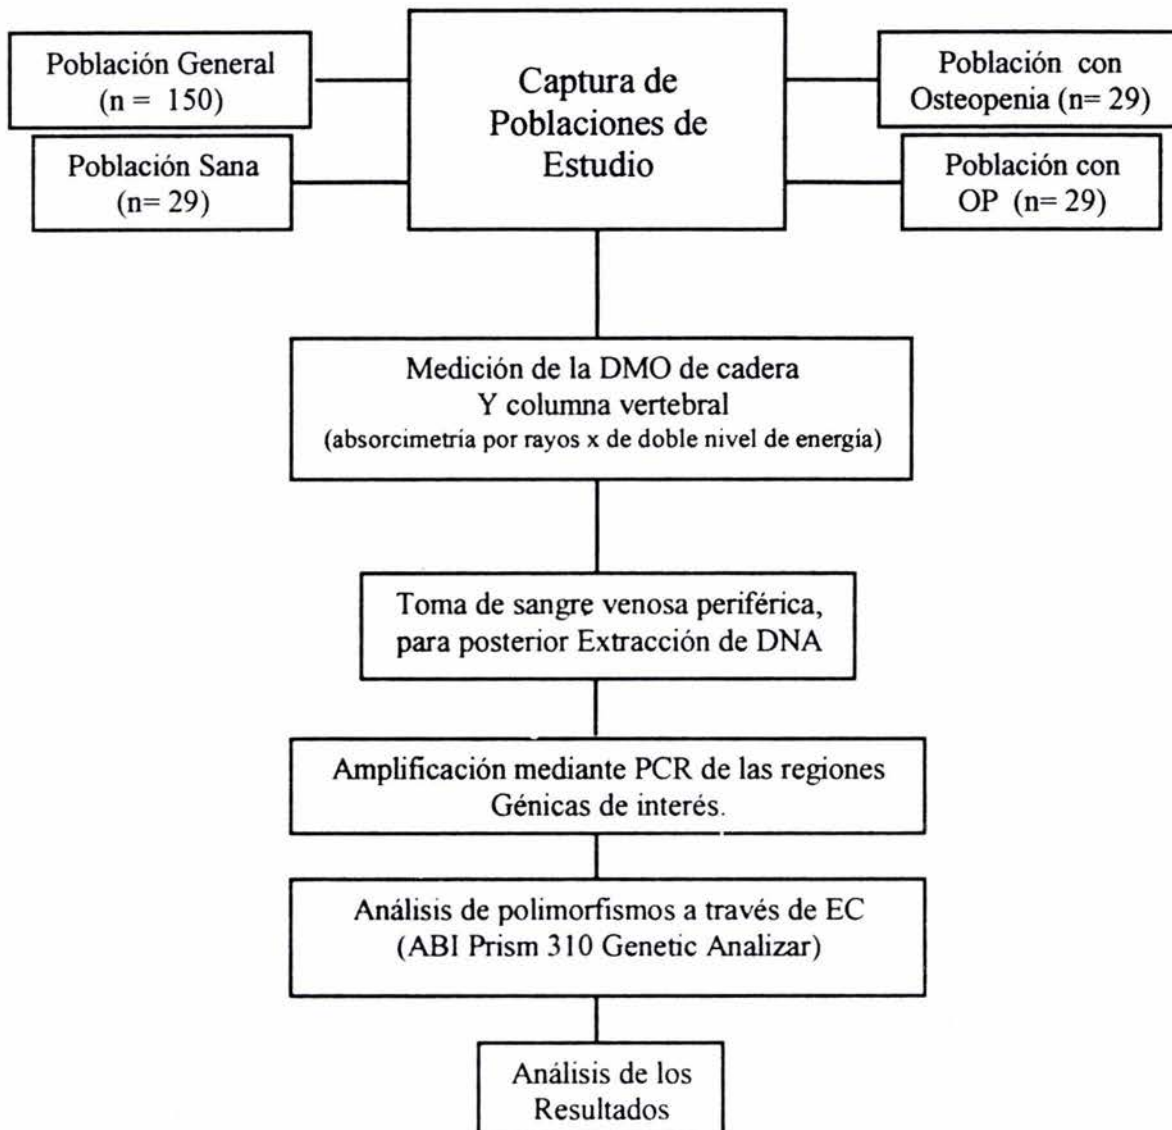 Población General
(n = 150)
Población Sana
(n= 29)
Captura de
Poblaciones de
Estudio
Población con
Osteopenia (n= 29)
Población con
OP (n= 29)
Medición de la DMO de cadera
Y columna vertebral
(absorcimetría por rayos x de doble nivel de energía)
Toma de sangre venosa periférica,
para posterior Extracción de DNA
Amplificación mediante PCR de las regiones
Génicas de interés.
Análisis de polimorfismos a través de EC
(ABI Prism 310 Genetic Analizar)
Análisis de los
Resultados